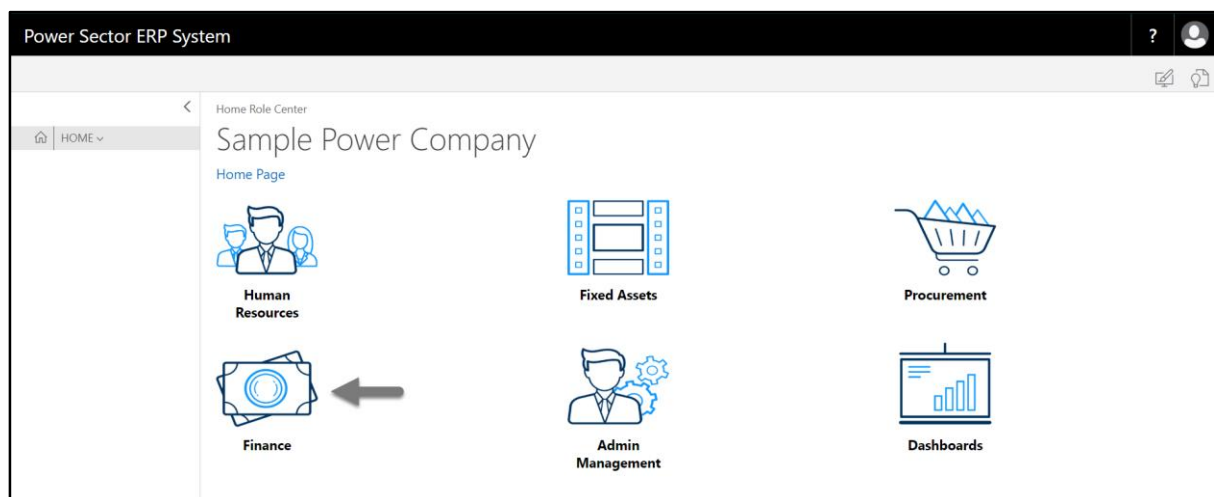 Power Sector ERP System
?
HOME
Home Role Center
Sample Power Company
Home Page
Human
Resources
Fixed Assets
Procurement
Finance
Admin
Management
Dashboards